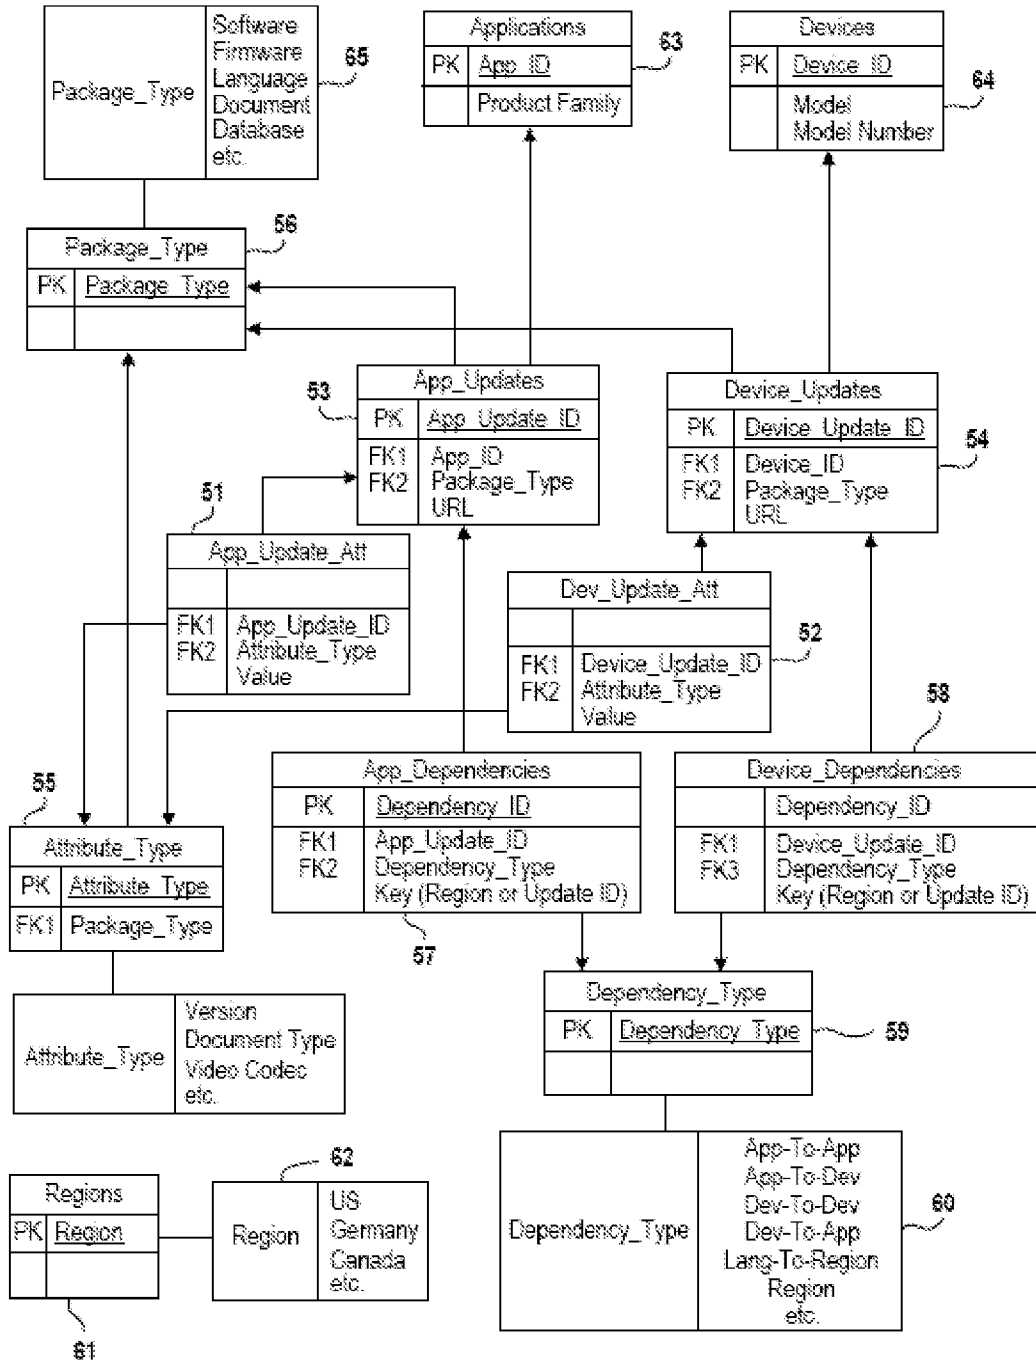 Package_Type
Software
Firmware
Language
Document
Database
etc.
65
Applications
PK App_ID
Product Family
63
Devices
PK Device_ID
Model
Model Number
64
Package_Type
PK Package_Type
56
App_Updates
PK App_Update_ID
FK1 App_ID
FK2 Package_Type
URL
53
Device_Updates
PK Device_Update_ID
FK1 Device_ID
FK2 Package_Type
URL
54
51
App_Update_Att
FK1 App_Update_ID
FK2 Attribute_Type
Value
Dev_Update_Att
FK1 Device_Update_ID
FK2 Attribute_Type
Value
52
App_Dependencies
PK Dependency_ID
FK1 App_Update_ID
FK2 Dependency_Type
Key (Region or Update ID)
57
58
Device_Dependencies
Dependency_ID
FK1 Device_Update_ID
FK3 Dependency_Type
Key (Region or Update ID)
55
Attribute_Type
PK Attribute_Type
FK1 Package_Type
Attribute_Type
Version
Document Type
Video Codec
etc.
Dependency_Type
PK Dependency_Type
59
Dependency_Type
App-To-App
App-To-Dev
Dev-To-Dev
Dev-To-App
Lang-To-Region
Region
etc.
60
Regions
PK Region
61
62
Region
US
Germany
Canada
etc.